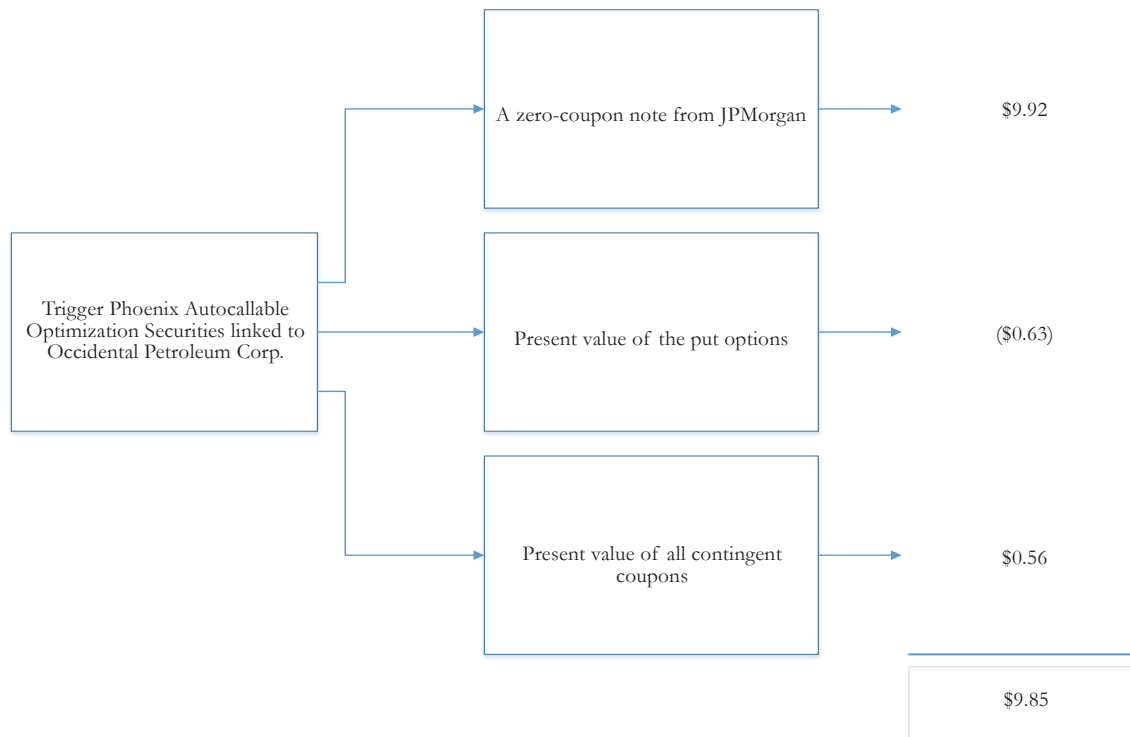 A zero-coupon note from JPMorgan
$9.92
Trigger Phoenix Autocallable
Optimization Securities linked to
Occidental Petroleum Corp.
Present value of the put options
($0.63)
Present value of all contingent
coupons
$0.56
$9.85